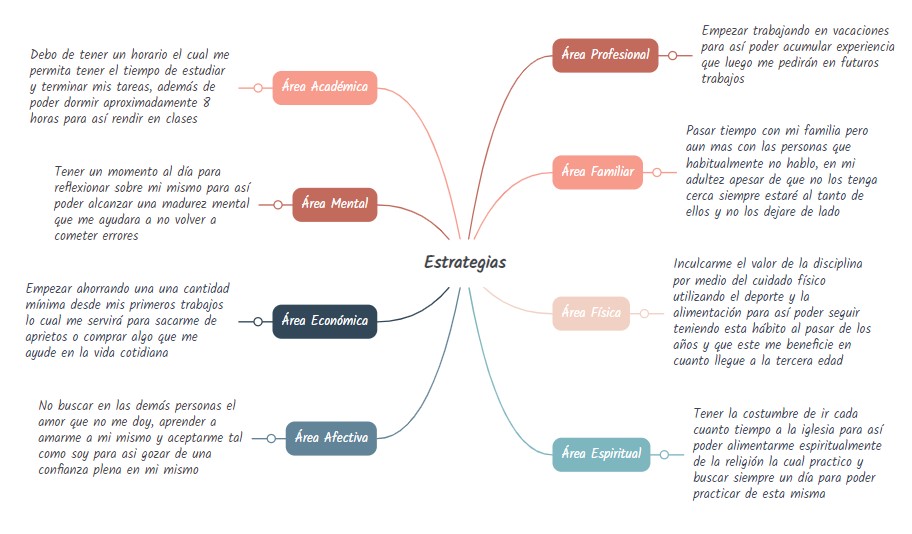 Estrategias
Área Académica
Debo de tener un horario el cual me
permita tener el tiempo de estudiar
y terminar mis tareas, además de
poder dormir aproximadamente 8
horas para así rendir en clases
Área Mental
Tener un momento al día para
reflexionar sobre mi mismo para así
poder alcanzar una madurez mental
que me ayudara a no volver a
cometer errores
Área Económica
Empezar ahorrando una una cantidad
mínima desde mis primeros trabajos
lo cual me servirá para sacarme de
aprietos o comprar algo que me
ayude en la vida cotidiana
Área Afectiva
No buscar en las demás personas el
amor que no me doy, aprender a
amarme a mi mismo y aceptarme tal
como soy para asi gozar de una
confianza plena en mi mismo
Área Profesional
Empezar trabajando en vacaciones
para así poder acumular experiencia
que luego me pedirán en futuros
trabajos
Área Familiar
Pasar tiempo con mi familia pero
aun mas con las personas que
habitualmente no hablo, en mi
adultez apesar de que no los tenga
cerca siempre estaré al tanto de
ellos y no los dejare de lado
Área Física
Inculcarme el valor de la disciplina
por medio del cuidado físico
utilizando el deporte y la
alimentación para así poder seguir
teniendo esta hábito al pasar de los
años y que este me beneficie en
cuanto llegue a la tercera edad
Área Espiritual
Tener la costumbre de ir cada
cuanto tiempo a la iglesia para así
poder alimentarme espiritualmente
de la religión la cual practico y
buscar siempre un día para poder
practicar de esta misma